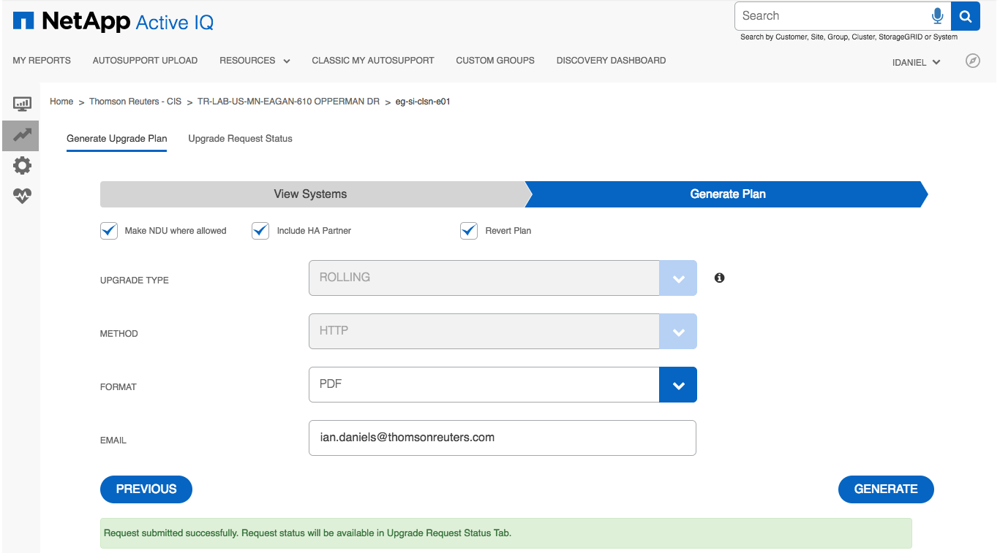 NetApp Active IQ
Search
Search by Customer, Site, Group, Cluster, StorageGRID or System
MY REPORTS AUTOSUPPORT UPLOAD RESOURCES CLASSIC MY AUTOSUPPORT CUSTOM GROUPS DISCOVERY DASHBOARD IDANIEL
Home > Thomson Reuters - CIS > TR-LAB-US-MN-EAGAN-610 OPPERMAN DR > eg-si-clsn-e01
Generate Upgrade Plan Upgrade Request Status
View Systems Generate Plan
Make NDU where allowed Include HA Partner Revert Plan
UPGRADE TYPE ROLLING
METHOD HTTP
FORMAT PDF
EMAIL ian.daniels@thomsonreuters.com
PREVIOUS GENERATE
Request submitted successfully. Request status will be available in Upgrade Request Status Tab.